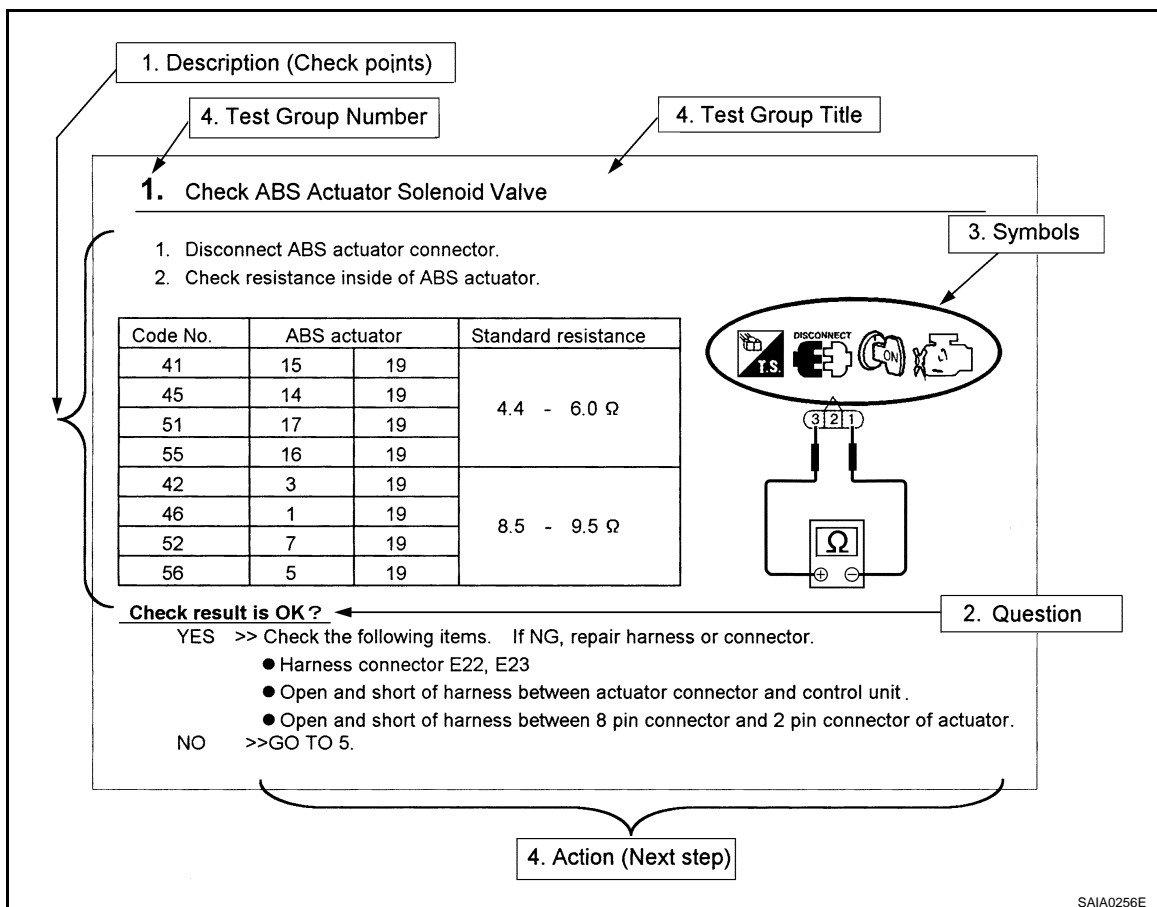 1. Description (Check points)
4. Test Group Number
4. Test Group Title
1. Check ABS Actuator Solenoid Valve
3. Symbols
1. Disconnect ABS actuator connector.
2. Check resistance inside of ABS actuator.
Code No. ABS actuator Standard resistance
41 15 19
45 14 19
51 17 19
55 16 19
4.4 - 6.0 Ω
42 3 19
46 1 19
52 7 19
56 5 19
8.5 - 9.5 Ω
T.S.
DISCONNECT
ON
3 2 1
Ω
+ −
Check result is OK?
2. Question
YES >> Check the following items. If NG, repair harness or connector.
● Harness connector E22, E23
● Open and short of harness between actuator connector and control unit.
● Open and short of harness between 8 pin connector and 2 pin connector of actuator.
NO >>GO TO 5.
4. Action (Next step)
SAIA0256E